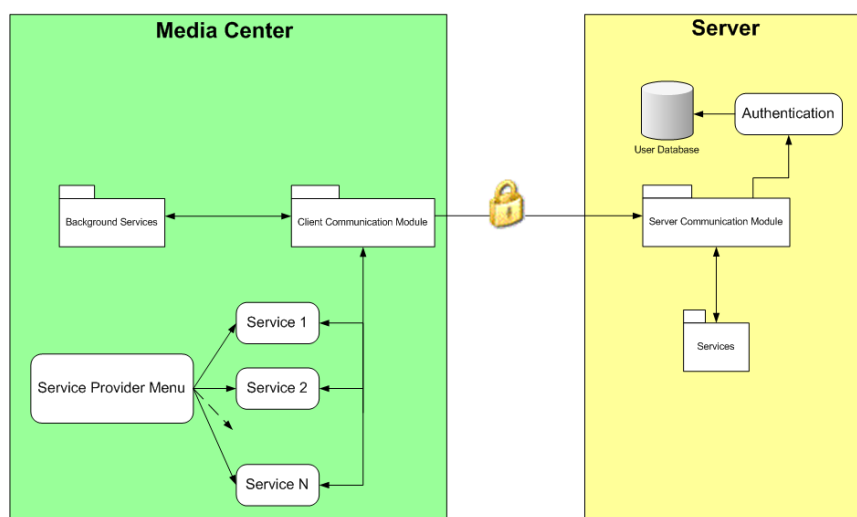 Media Center
Server
Authentication
User Database
Background Services
Client Communication Module
Server Communication Module
Service 1
Services
Service Provider Menu
Service 2
Service N